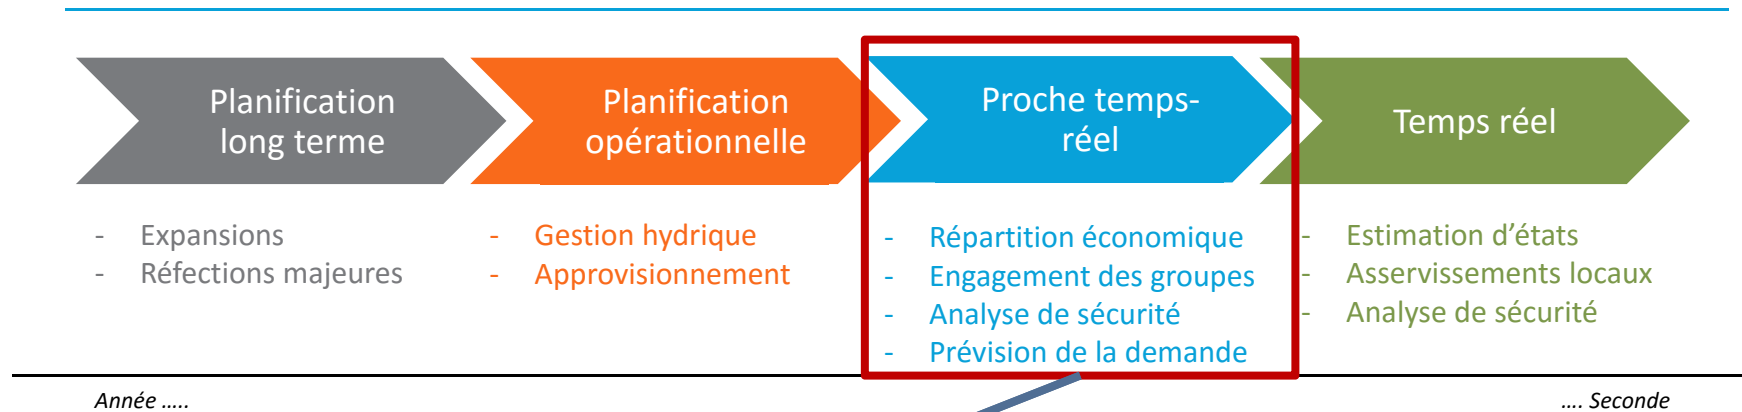 Planification
long terme
Planification
opérationnelle
Proche temps-
réel
Temps réel
- Expansions
- Réfections majeures
- Gestion hydrique
- Approvisionnement
- Répartition économique
- Engagement des groupes
- Analyse de sécurité
- Prévision de la demande
- Estimation d’états
- Asservissements locaux
- Analyse de sécurité
Année …..
…. Seconde